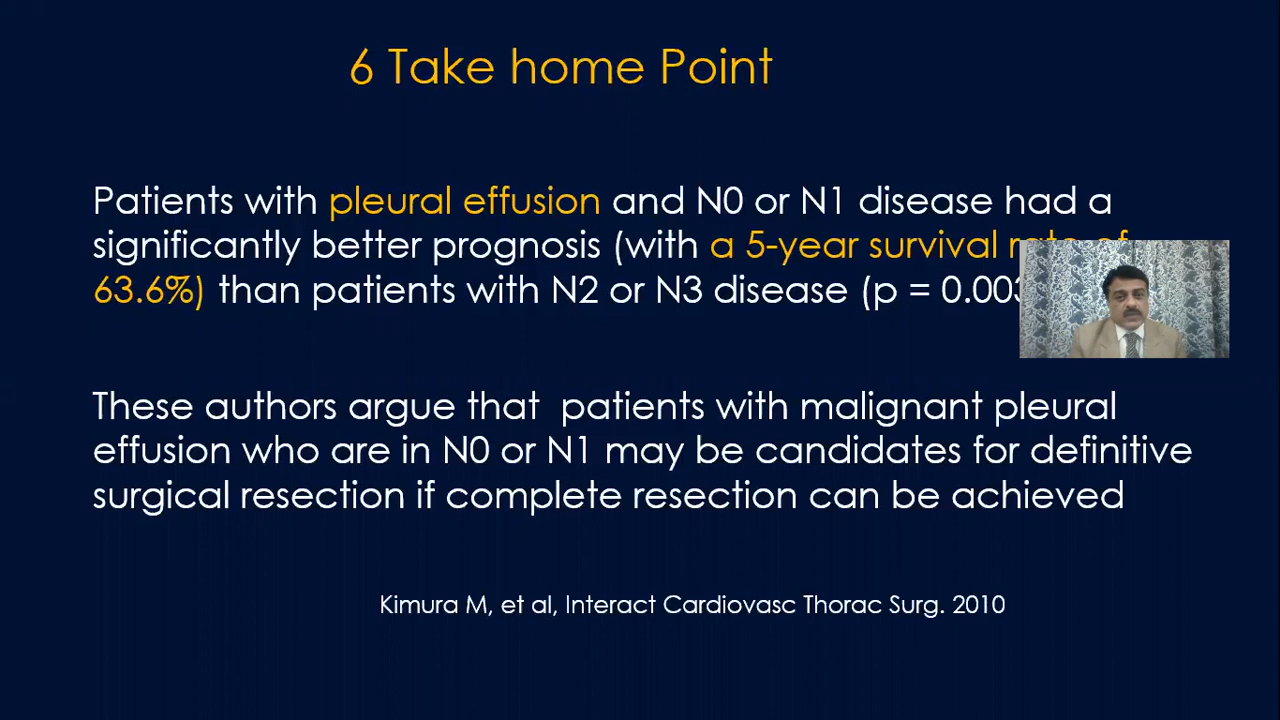 6 Take home Point
Patients with pleural effusion and N0 or N1 disease had a
significantly better prognosis (with a 5-year survival rate of
63.6%) than patients with N2 or N3 disease (p = 0.003
These authors argue that patients with malignant pleural
effusion who are in N0 or N1 may be candidates for definitive
surgical resection if complete resection can be achieved
Kimura M, et al, Interact Cardiovasc Thorac Surg. 2010